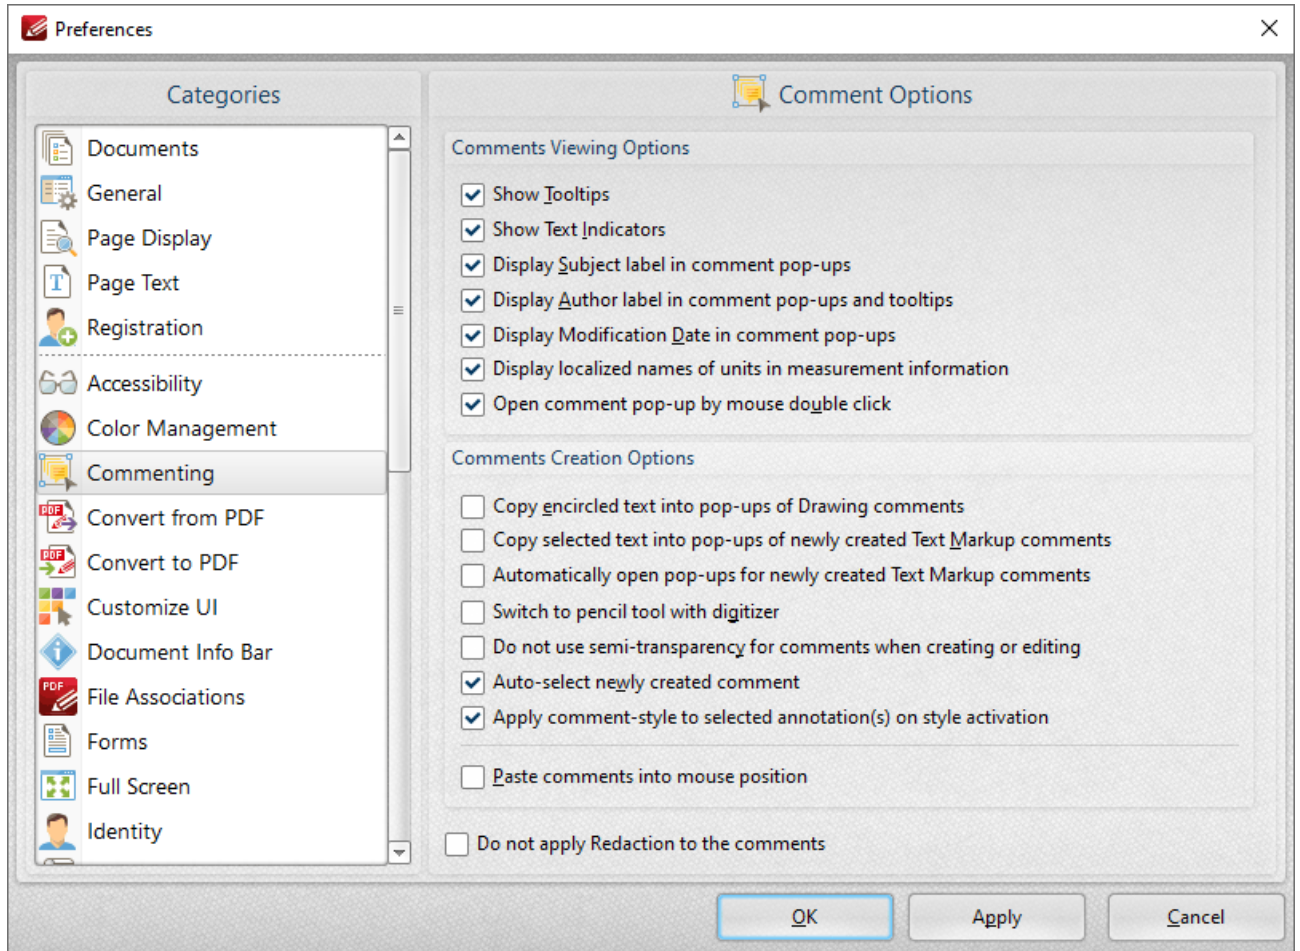 Preferences
Categories
Documents
General
Page Display
Page Text
Registration
Accessibility
Color Management
Commenting
Convert from PDF
Convert to PDF
Customize UI
Document Info Bar
File Associations
Forms
Full Screen
Identity
Comment Options
Comments Viewing Options
Show Tooltips
Show Text Indicators
Display Subject label in comment pop-ups
Display Author label in comment pop-ups and tooltips
Display Modification Date in comment pop-ups
Display localized names of units in measurement information
Open comment pop-up by mouse double click
Comments Creation Options
Copy encircled text into pop-ups of Drawing comments
Copy selected text into pop-ups of newly created Text Markup comments
Automatically open pop-ups for newly created Text Markup comments
Switch to pencil tool with digitizer
Do not use semi-transparency for comments when creating or editing
Auto-select newly created comment
Apply comment-style to selected annotation(s) on style activation
Paste comments into mouse position
Do not apply Redaction to the comments
OK
Apply
Cancel